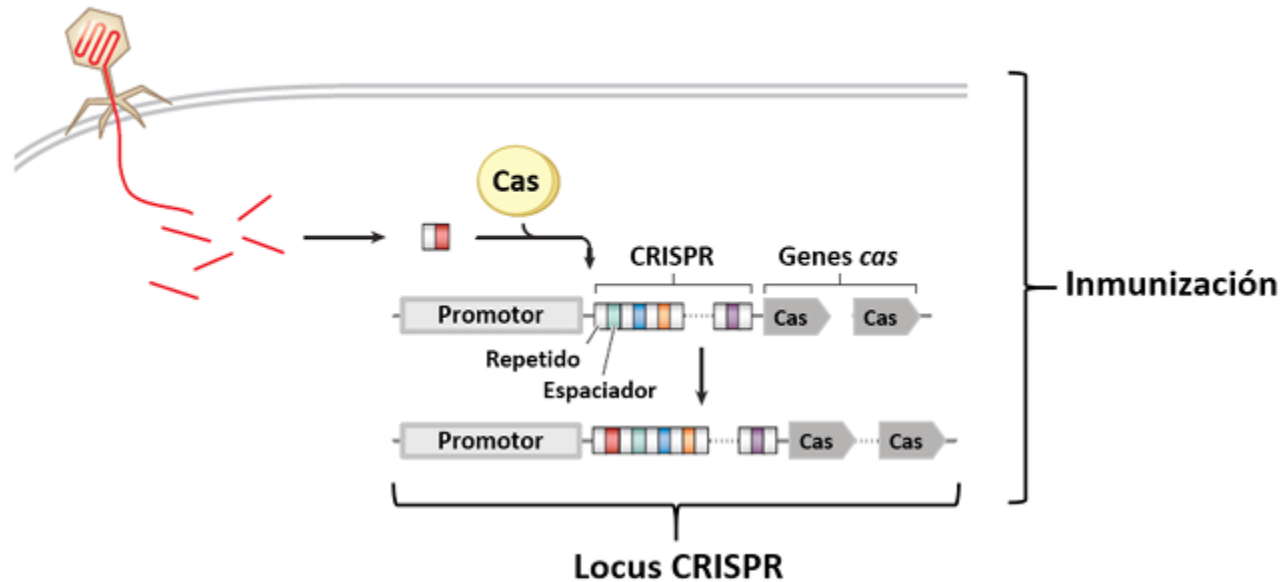 Cas
CRISPR
Genes cas
Inmunización
Promotor
Cas
Cas
Repetido
Espaciador
Promotor
Cas
Cas
Locus CRISPR